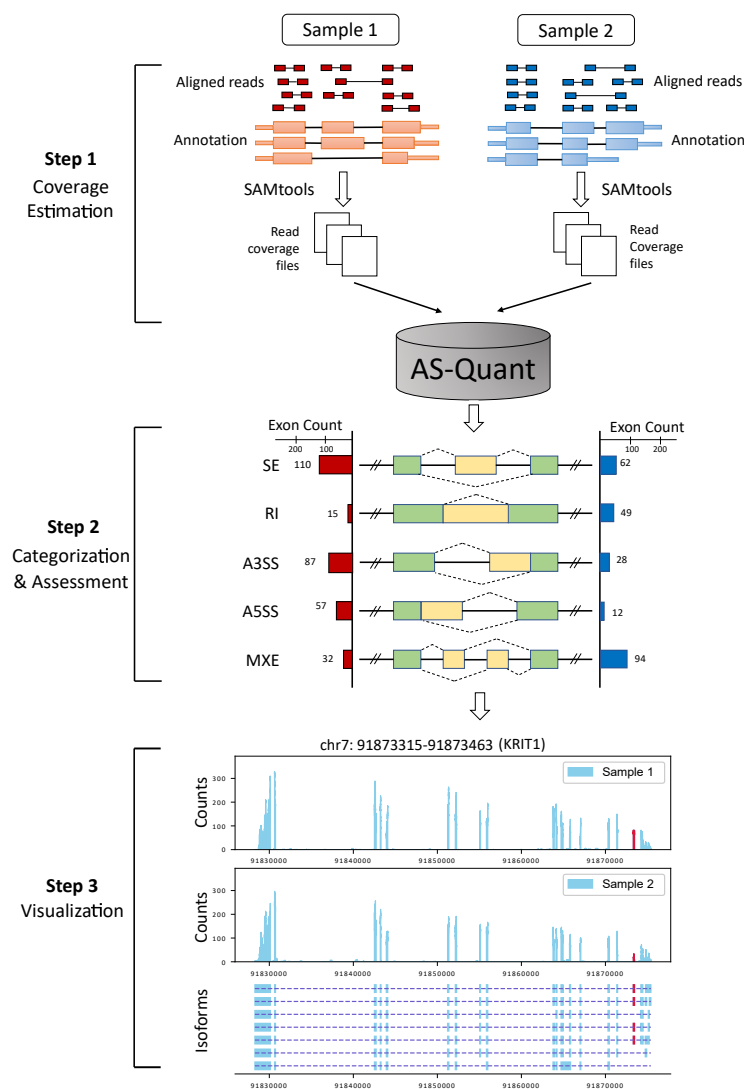 Sample 1
Sample 2
Aligned reads
Aligned reads
Annotation
Annotation
Step 1
Coverage
Estimation
SAMtools
SAMtools
Read
coverage
files
Read
Coverage
files
AS-Quant
Exon Count
200 100
Exon Count
100 200
SE
110
62
RI
15
49
A3SS
87
28
A5SS
57
12
MXE
32
94
Step 2
Categorization
& Assessment
chr7: 91873315-91873463 (KRIT1)
Sample 1
Counts
300
200
100
0
91830000 91840000 91850000 91860000 91870000
Step 3
Visualization
Sample 2
Counts
300
200
100
0
91830000 91840000 91850000 91860000 91870000
Isoforms
91830000 91840000 91850000 91860000 91870000